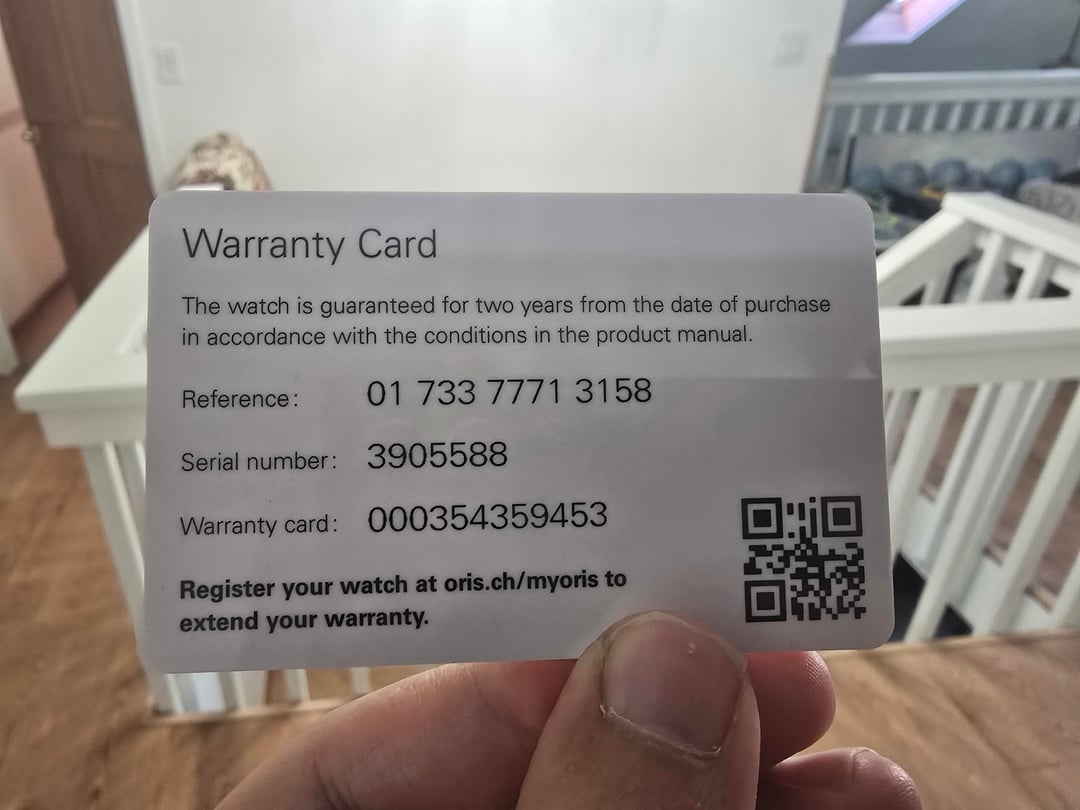 Warranty Card
The watch is guaranteed for two years from the date of purchase
in accordance with the conditions in the product manual.
Reference: 01 733 7771 3158
Serial number: 3905588
Warranty card: 000354359453
Register your watch at oris.ch/myoris to
extend your warranty.